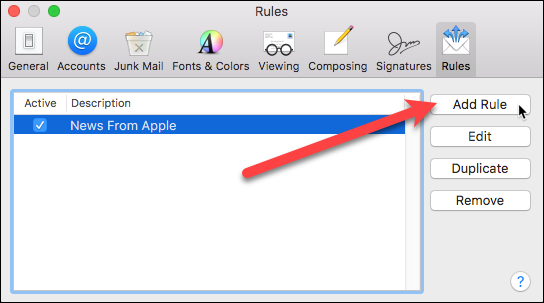 Rules
General Accounts Junk Mail Fonts & Colors Viewing Composing Signatures Rules
Active Description
News From Apple
Add Rule
Edit
Duplicate
Remove
?